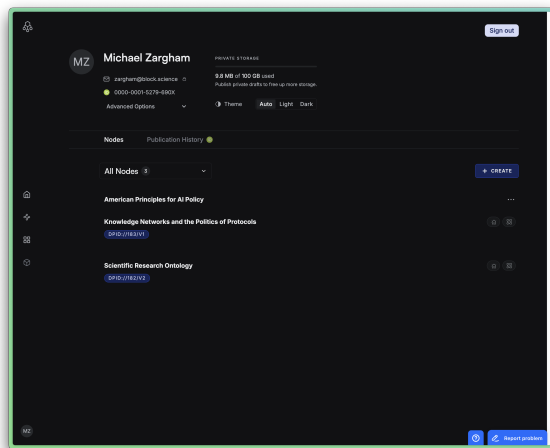 Sign out
MZ
Michael Zargham
zargham@block.science
0000-0001-5279-690X
Advanced Options
PRIVATE STORAGE
9.8 MB of 100 GB used
Publish private drafts to free up more storage.
Theme Auto Light Dark
Nodes Publication History
All Nodes 3
+ CREATE
American Principles for AI Policy
Knowledge Networks and the Politics of Protocols
DPID://183/V1
Scientific Research Ontology
DPID://182/V2
MZ
Report problem